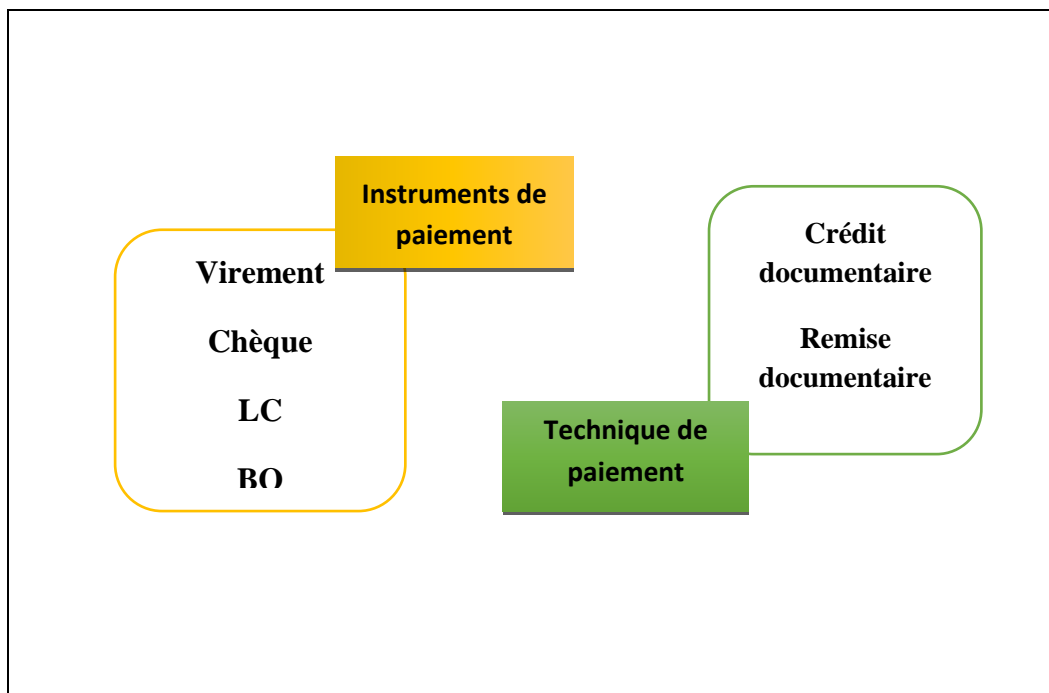 Instruments de
paiement
Virement
Chèque
LC
BO
Crédit
documentaire
Remise
documentaire
Technique de
paiement